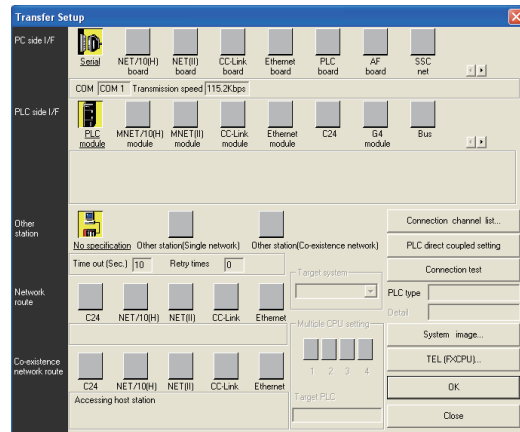 Transfer Setup
PC side I/F
Serial
NET/10(H) board
NET(II) board
CC-Link board
Ethernet board
PLC board
AF board
SSC net
COM COM 1 Transmission speed 115.2Kbps
PLC side I/F
PLC module
MNET/10(H) module
MNET(II) module
CC-Link module
Ethernet module
C24
G4 module
Bus
Other station
No specification
Other station(Single network)
Other station(Co-existence network)
Time out (Sec.) 10 Retry times 0
Target system
Network route
C24
NET/10(H)
NET(II)
CC-Link
Ethernet
Multiple CPU setting
1 2 3 4
Target PLC
Co-existence network route
C24
NET/10(H)
NET(II)
CC-Link
Ethernet
Accessing host station
Connection channel list...
PLC direct coupled setting
Connection test
PLC type
Detail
System image...
TEL (FXCPU)...
OK
Close